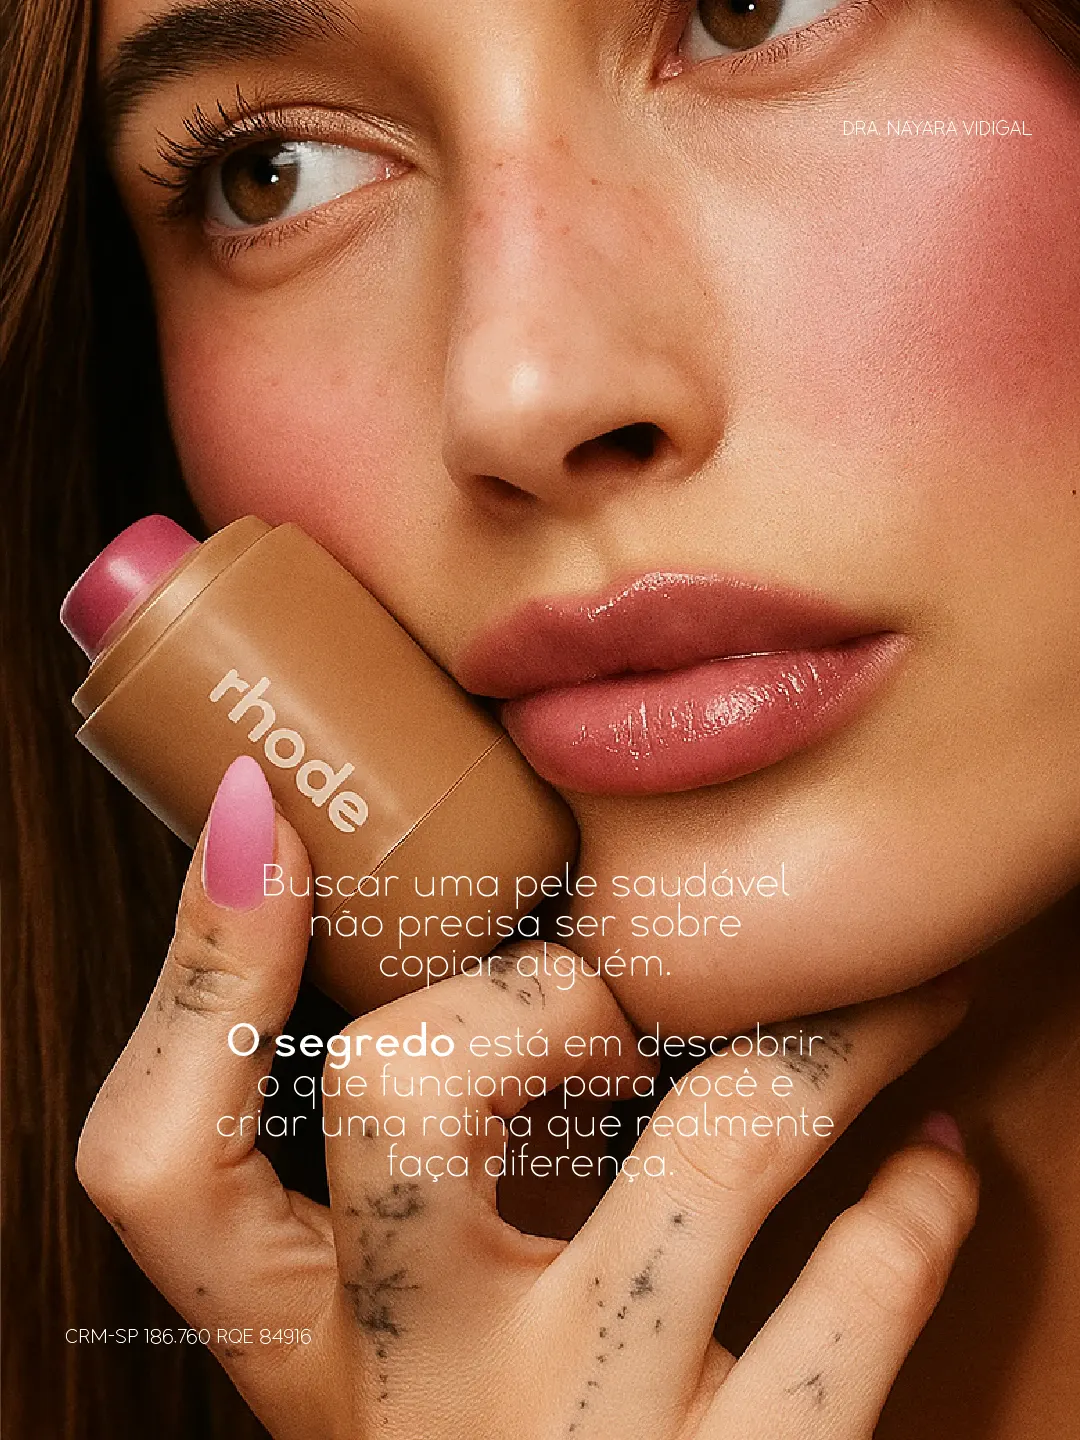 DRA. NAYARA VIDIGAL
rhode
Buscar uma pele saudável
não precisa ser sobre
copiar alguém.
O segredo está em descobrir
o que funciona para você e
criar uma rotina que realmente
faça diferença.
CRM-SP 186.760 RQE 84916